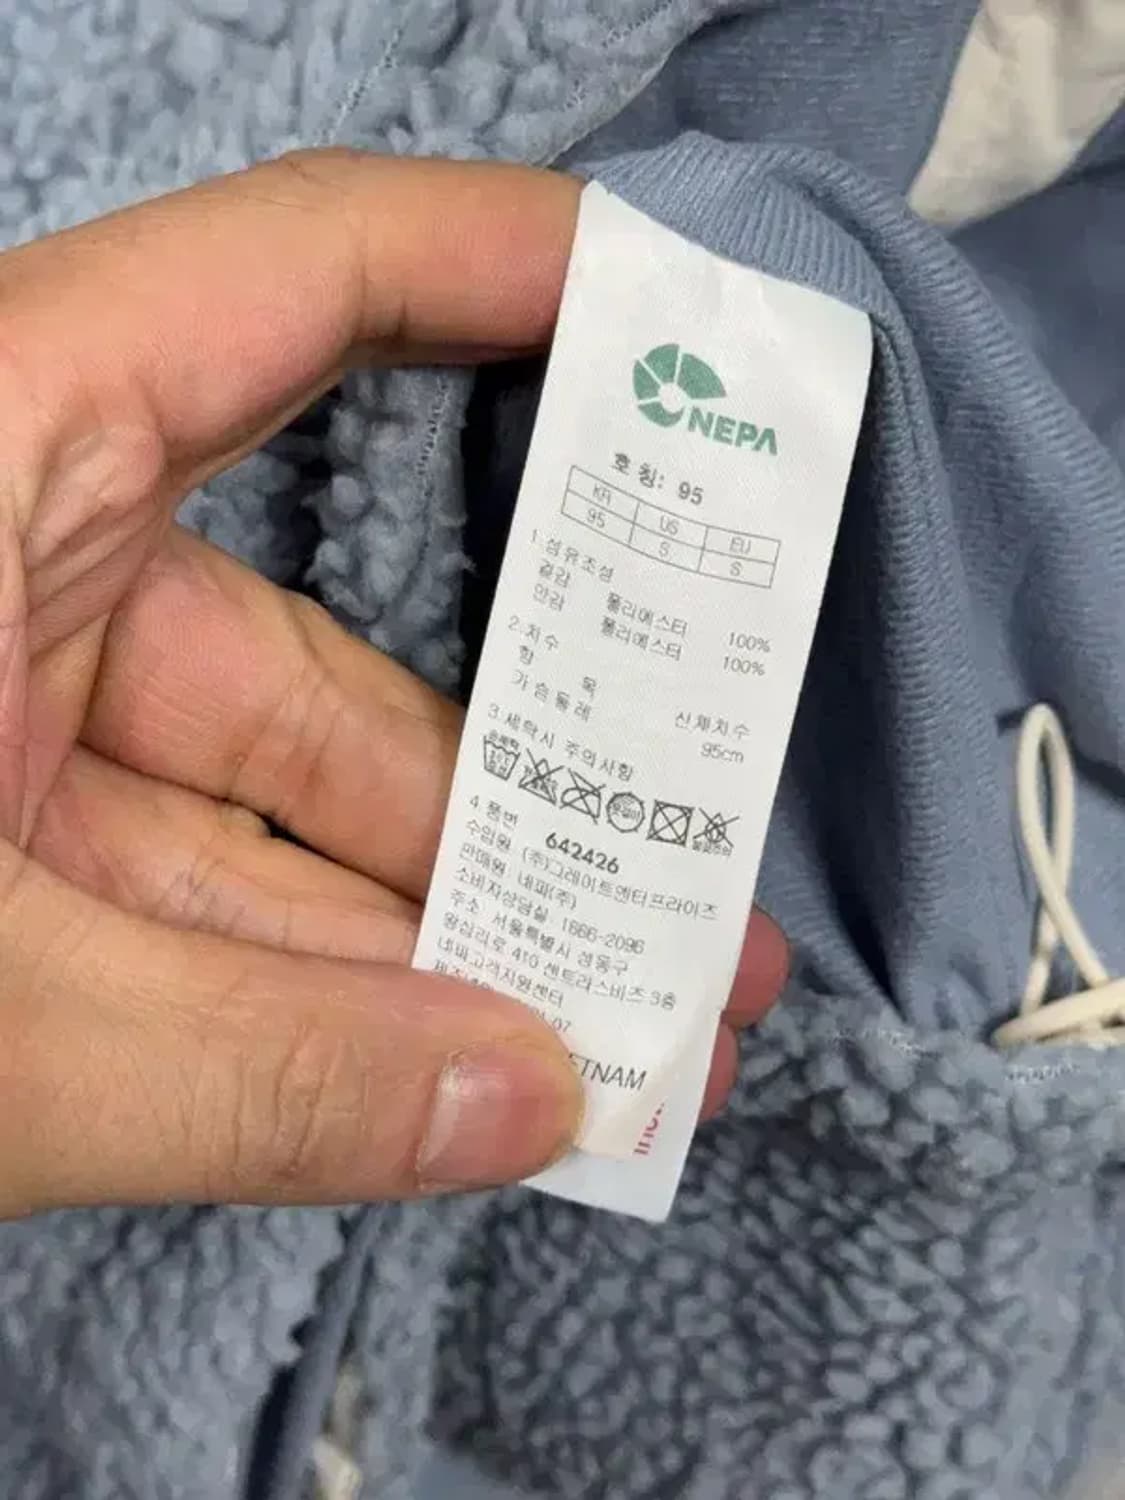 NEPA
호 칭: 95
KR US EU
95 S S
1.섬유조성
겉감 폴리에스터 100%
안감 폴리에스터 100%
2.치수
항 목 신체치수
가슴둘레 95cm
3.세탁시 주의사항
손세탁
4.품번 642426
수입원 (주)그레이트엔터프라이즈
판매원 네파(주)
소비자상담실 1666-2096
주소 서울특별시 성동구
왕십리로 410 센트라스비즈 3층
네파고객지원센터